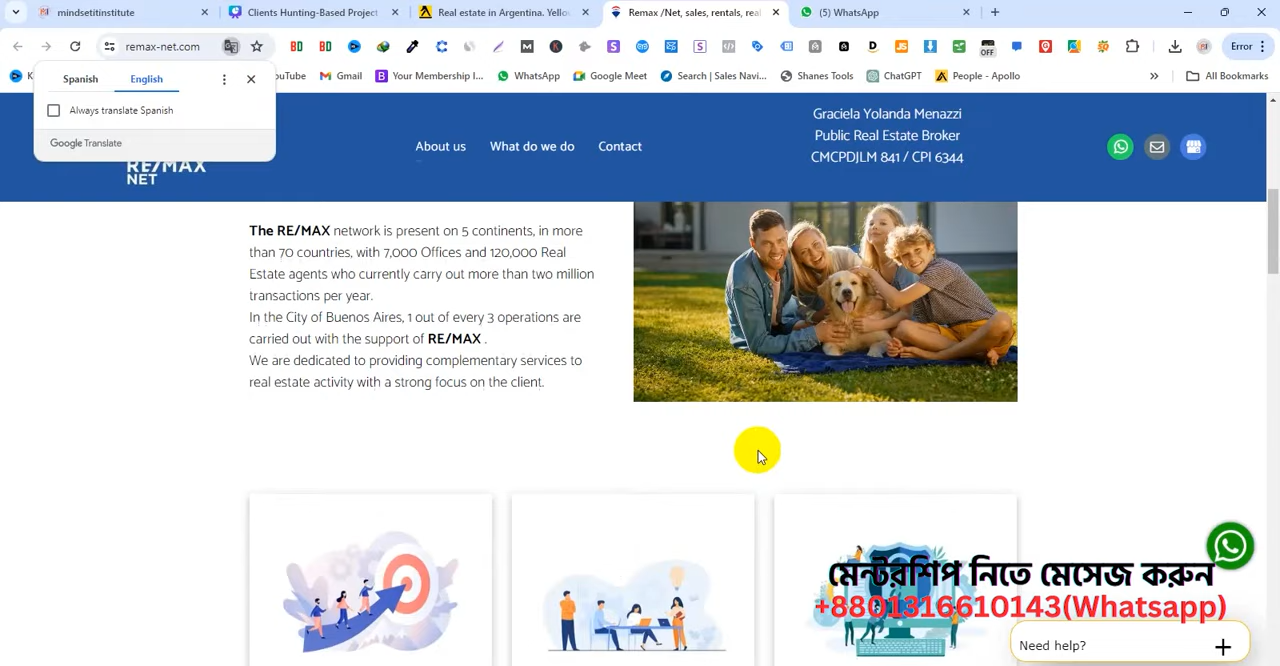 mindsetitinstitute
Clients Hunting-Based Project
Real estate in Argentina. Yellow
Remax /Net, sales, rentals, real
(5) WhatsApp
remax-net.com
Error
ouTube
Gmail
Your Membership I...
WhatsApp
Google Meet
Search | Sales Navi...
Shanes Tools
ChatGPT
People - Apollo
All Bookmarks
Spanish
English
Always translate Spanish
Google Translate
RE/MAX
NET
About us
What do we do
Contact
Graciela Yolanda Menazzi
Public Real Estate Broker
CMCPDJLM 841 / CPI 6344
The RE/MAX network is present on 5 continents, in more
than 70 countries, with 7,000 Offices and 120,000 Real
Estate agents who currently carry out more than two million
transactions per year.
In the City of Buenos Aires, 1 out of every 3 operations are
carried out with the support of RE/MAX .
We are dedicated to providing complementary services to
real estate activity with a strong focus on the client.
মেন্টরশিপ নিতে মেসেজ করুন
+8801316610143(Whatsapp)
Need help?